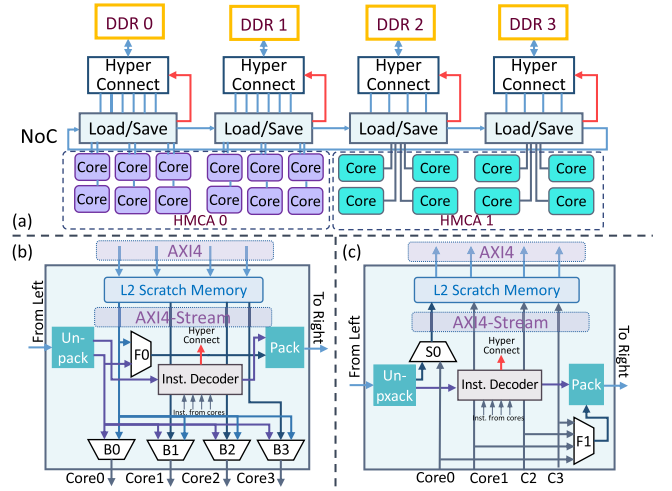 DDR 0 DDR 1 DDR 2 DDR 3
Hyper Connect Hyper Connect Hyper Connect Hyper Connect
NoC
Load/Save Load/Save Load/Save Load/Save
Core Core Core Core Core Core Core Core Core Core
Core Core Core Core Core Core Core Core Core Core
(a)
HMCA 0
HMCA 1
(b)
AXI4
L2 Scratch Memory
AXI4-Stream
From Left
To Right
Un-
pack
F0
Hyper
Connect
Pack
Inst. Decoder
Inst. from cores
B0 B1 B2 B3
Core0 Core1 Core2 Core3
(c)
AXI4
L2 Scratch Memory
AXI4-Stream
From Left
To Right
S0
Hyper
Connect
Un-
pxack
Inst. Decoder
Pack
Inst. from cores
F1
Core0 Core1 C2 C3